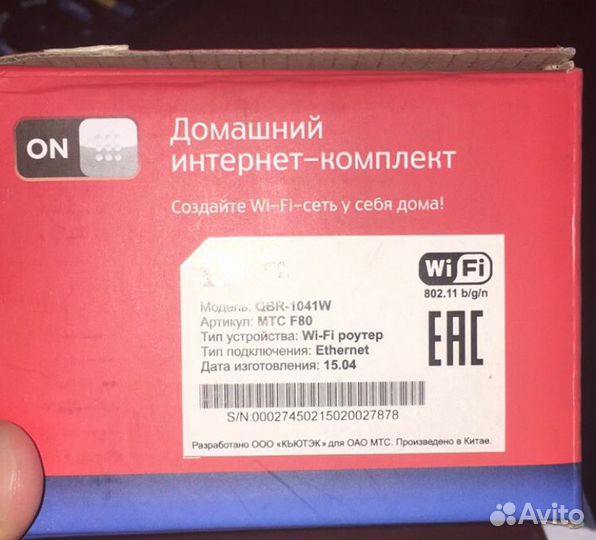 ON
Домашний
интернет-комплект
Создайте Wi-Fi-сеть у себя дома!
WiFi
802.11 b/g/n
Модель: QBR-1041W
Артикул: МТС F80
Тип устройства: Wi-Fi роутер
Тип подключения: Ethernet
Дата изготовления: 15.04
EAC
S/N:00027450215020027878
Разработано ООО «КЬЮТЭК» для ОАО МТС. Произведено в Китае.
Avito